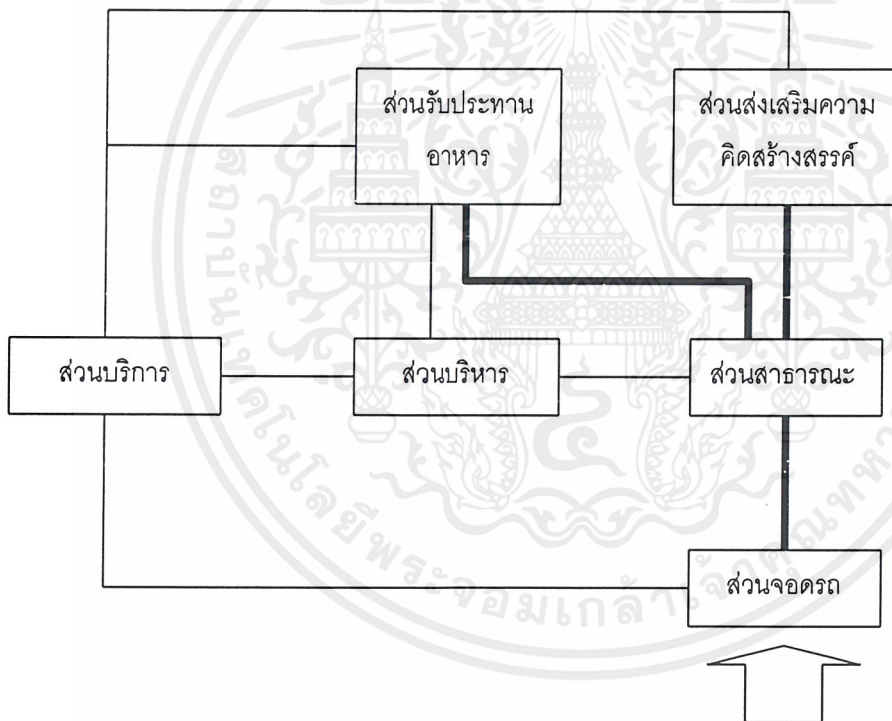 ส่วนรับประทาน
อาหาร
ส่วนส่งเสริมความ
คิดสร้างสรรค์
ส่วนบริการ
ส่วนบริหาร
ส่วนสาธารณะ
ส่วนจอดรถ